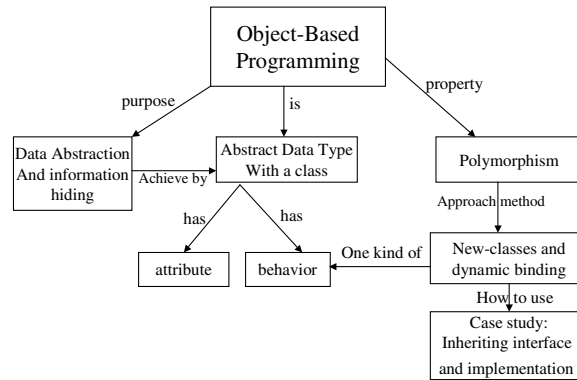 Object-Based
Programming
purpose
is
property
Data Abstraction
And information
hiding
Achieve by
Abstract Data Type
With a class
Polymorphism
has
has
Approach method
attribute
behavior
One kind of
New-classes and
dynamic binding
How to use
Case study:
Inheriting interface
and implementation